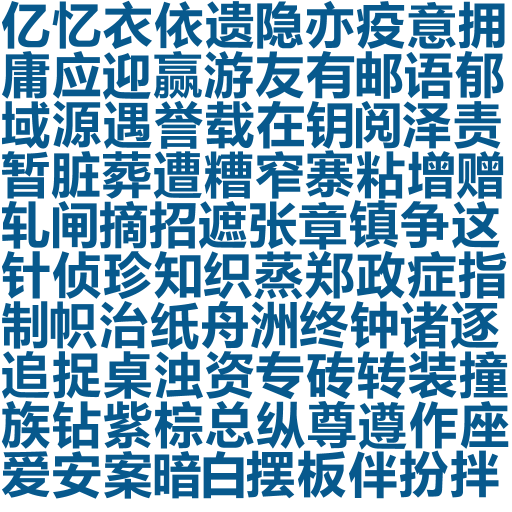 亿忆衣依遗隐亦疫意拥
庸应迎赢游友有邮语郁
域源遇誉载在钥阅泽责
暂脏葬遭糟窄寨粘增赠
轧闸摘招遮张章镇争这
针侦珍知织蒸郑政症指
制帜治纸舟洲终钟诸逐
追捉桌浊资专砖转装撞
族钻紫棕总纵尊遵作座
爱安案暗白摆板伴扮拌